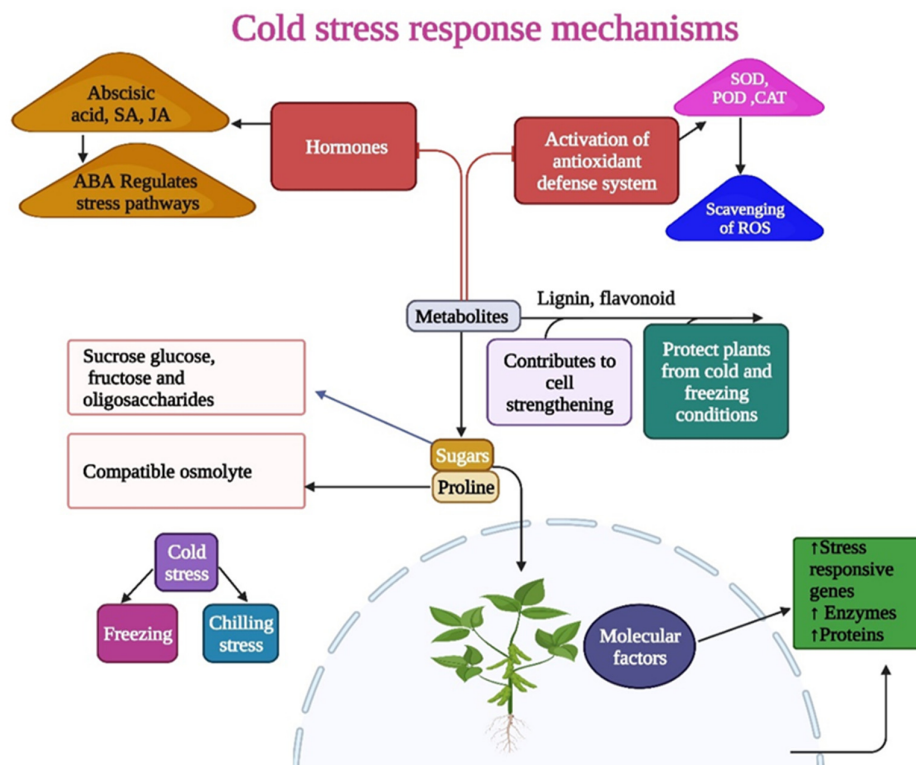 Cold stress response mechanisms
Abscisic
acid, SA, JA
ABA Regulates
stress pathways
Hormones
Activation of
antioxidant
defense system
SOD,
POD ,CAT
Scavenging
of ROS
Metabolites
Lignin, flavonoid
Contributes to
cell
strengthening
Protect plants
from cold and
freezing
conditions
Sucrose glucose,
fructose and
oligosaccharides
Compatible osmolyte
Sugars
Proline
Cold
stress
Freezing
Chilling
stress
Molecular
factors
↑Stress
responsive
genes
↑ Enzymes
↑Proteins